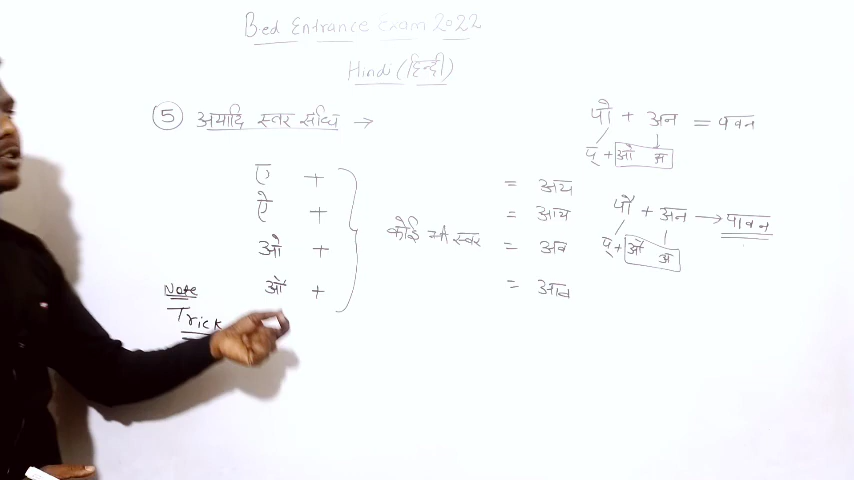 Bed Entrance Exam 2022
Hindi (हिन्दी)
⑤ अयादि स्वर सन्धि →
ए + = अय
ऐ + = आय
कोई भी स्वर
ओ + = अव
औ + = आव
Note
Trick
पो + अन = पवन
प् + ओ अ
पौ + अन → पावन
प् + औ अ